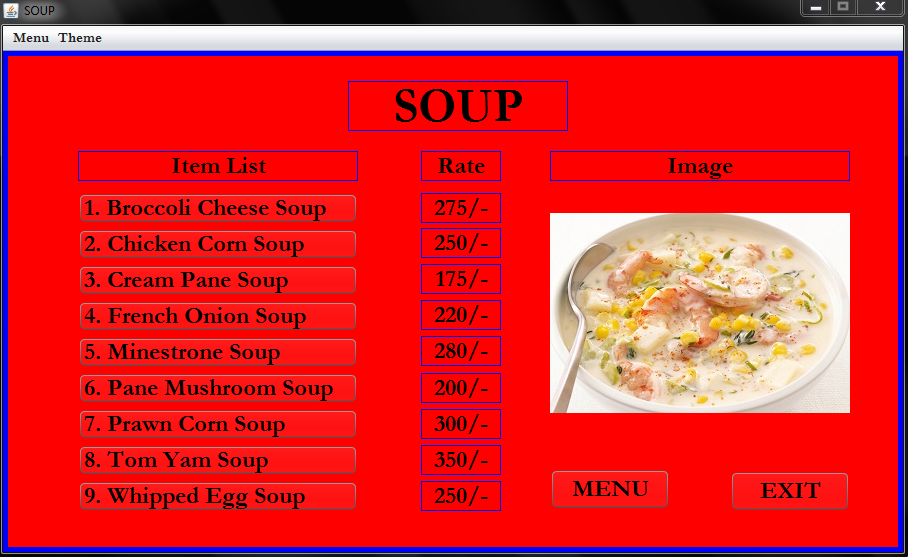 SOUP
Menu Theme
SOUP
Item List Rate Image
1. Broccoli Cheese Soup 275/-
2. Chicken Corn Soup 250/-
3. Cream Pane Soup 175/-
4. French Onion Soup 220/-
5. Minestrone Soup 280/-
6. Pane Mushroom Soup 200/-
7. Prawn Corn Soup 300/-
8. Tom Yam Soup 350/-
9. Whipped Egg Soup 250/-
MENU EXIT